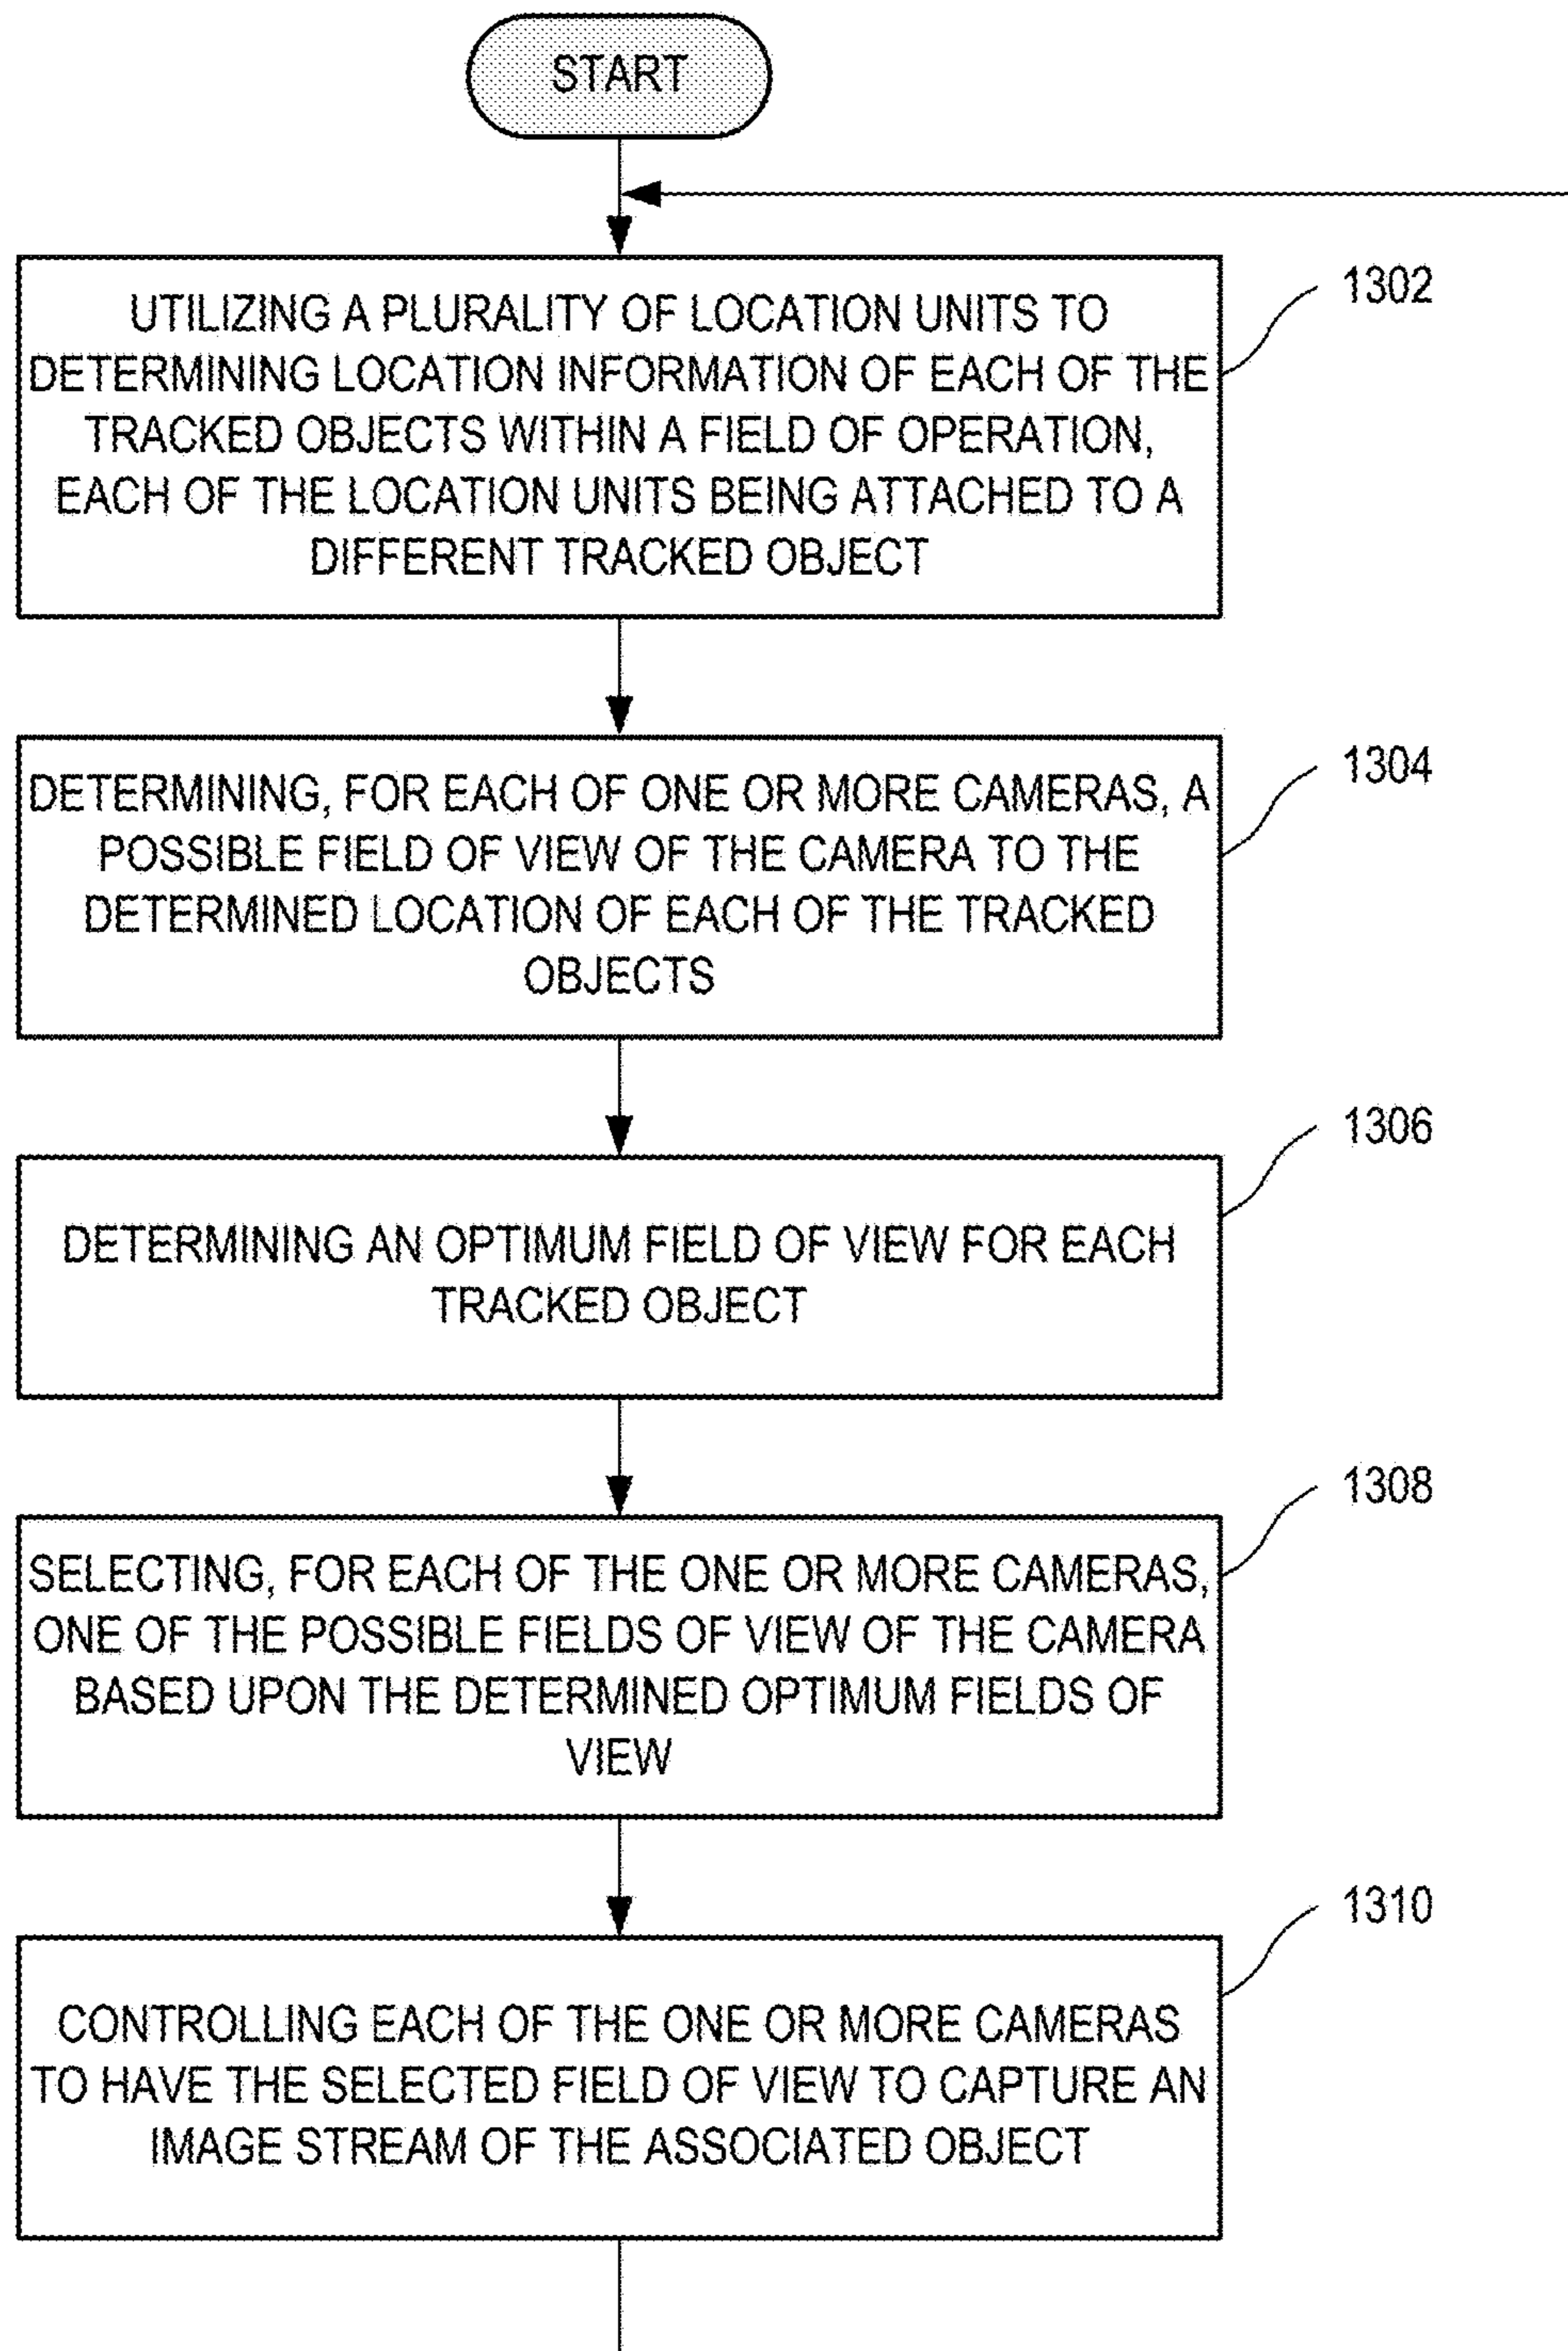 START
UTILIZING A PLURALITY OF LOCATION UNITS TO
DETERMINING LOCATION INFORMATION OF EACH OF THE
TRACKED OBJECTS WITHIN A FIELD OF OPERATION,
EACH OF THE LOCATION UNITS BEING ATTACHED TO A
DIFFERENT TRACKED OBJECT
1302
DETERMINING, FOR EACH OF ONE OR MORE CAMERAS, A
POSSIBLE FIELD OF VIEW OF THE CAMERA TO THE
DETERMINED LOCATION OF EACH OF THE TRACKED
OBJECTS
1304
DETERMINING AN OPTIMUM FIELD OF VIEW FOR EACH
TRACKED OBJECT
1306
SELECTING, FOR EACH OF THE ONE OR MORE CAMERAS,
ONE OF THE POSSIBLE FIELDS OF VIEW OF THE CAMERA
BASED UPON THE DETERMINED OPTIMUM FIELDS OF
VIEW
1308
CONTROLLING EACH OF THE ONE OR MORE CAMERAS
TO HAVE THE SELECTED FIELD OF VIEW TO CAPTURE AN
IMAGE STREAM OF THE ASSOCIATED OBJECT
1310